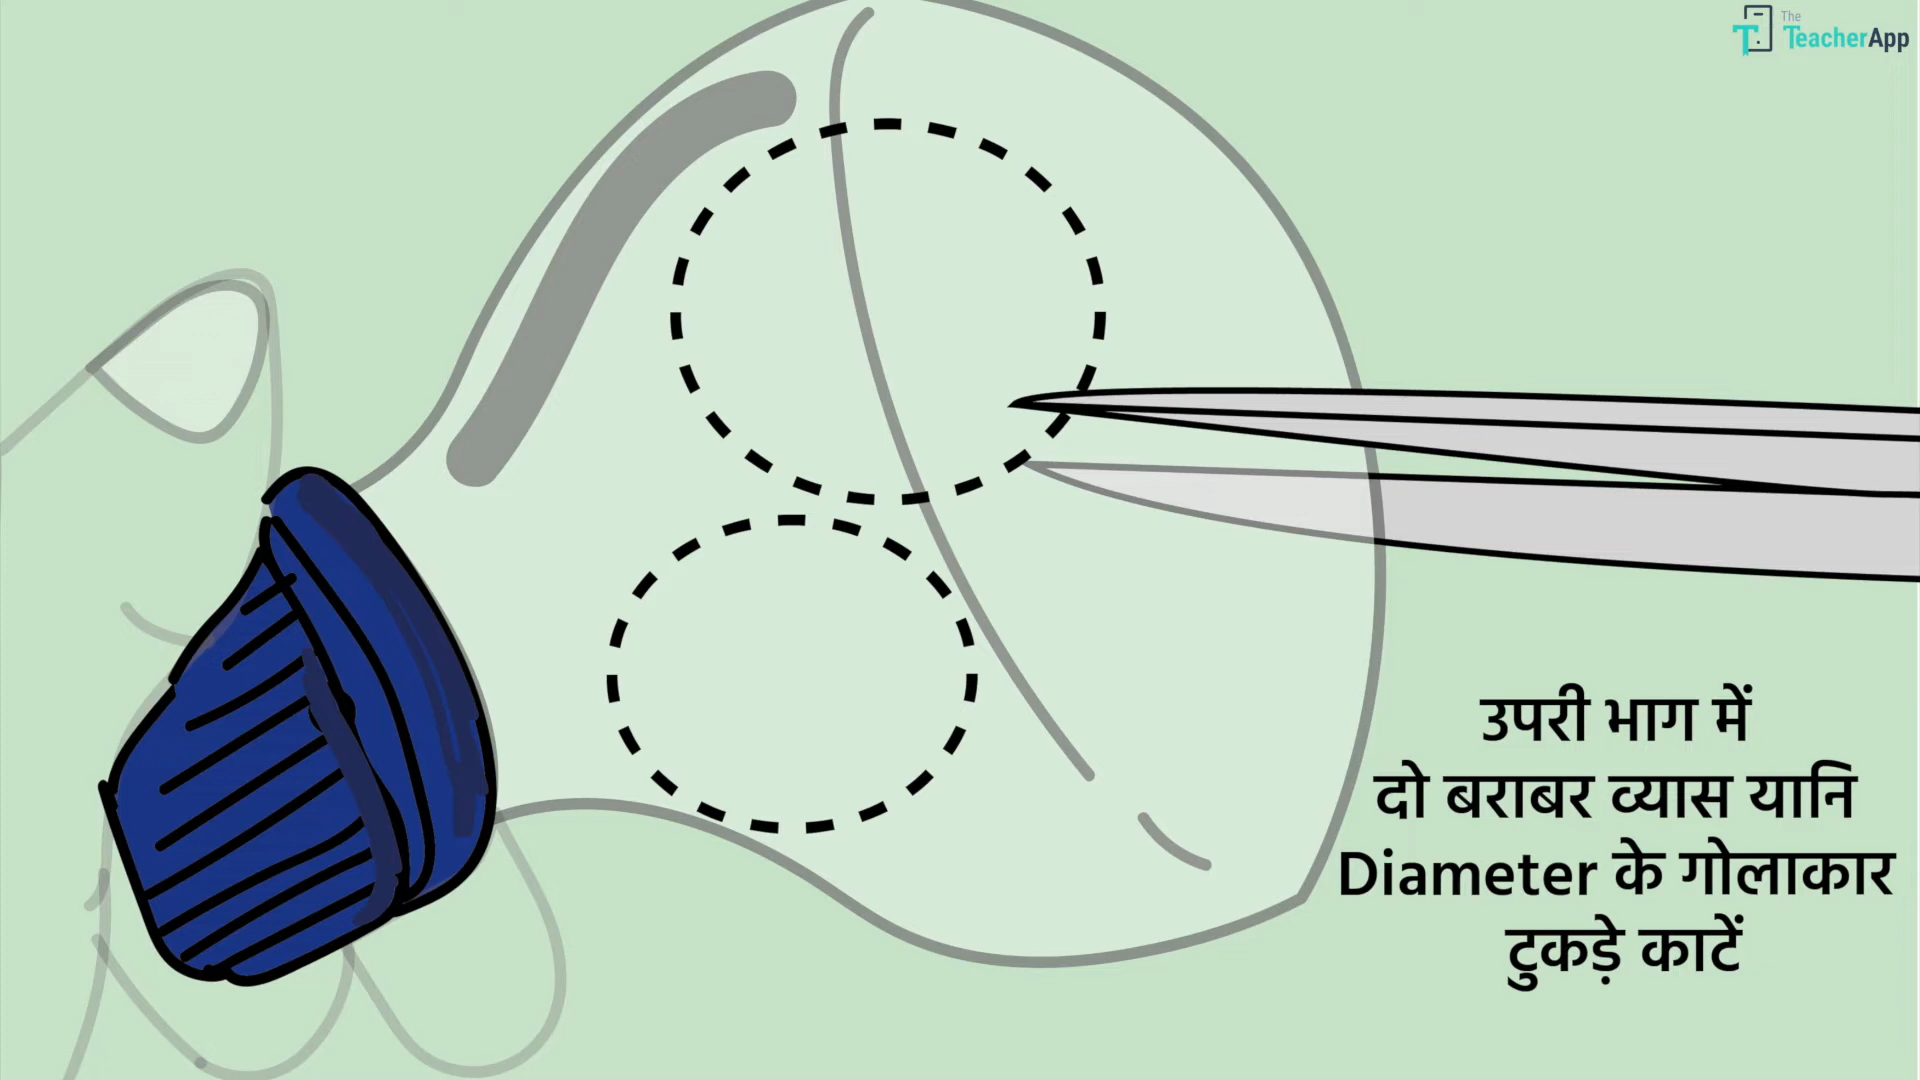 The
TeacherApp
उपरी भाग में
दो बराबर व्यास यानि
Diameter के गोलाकार
टुकड़े काटें